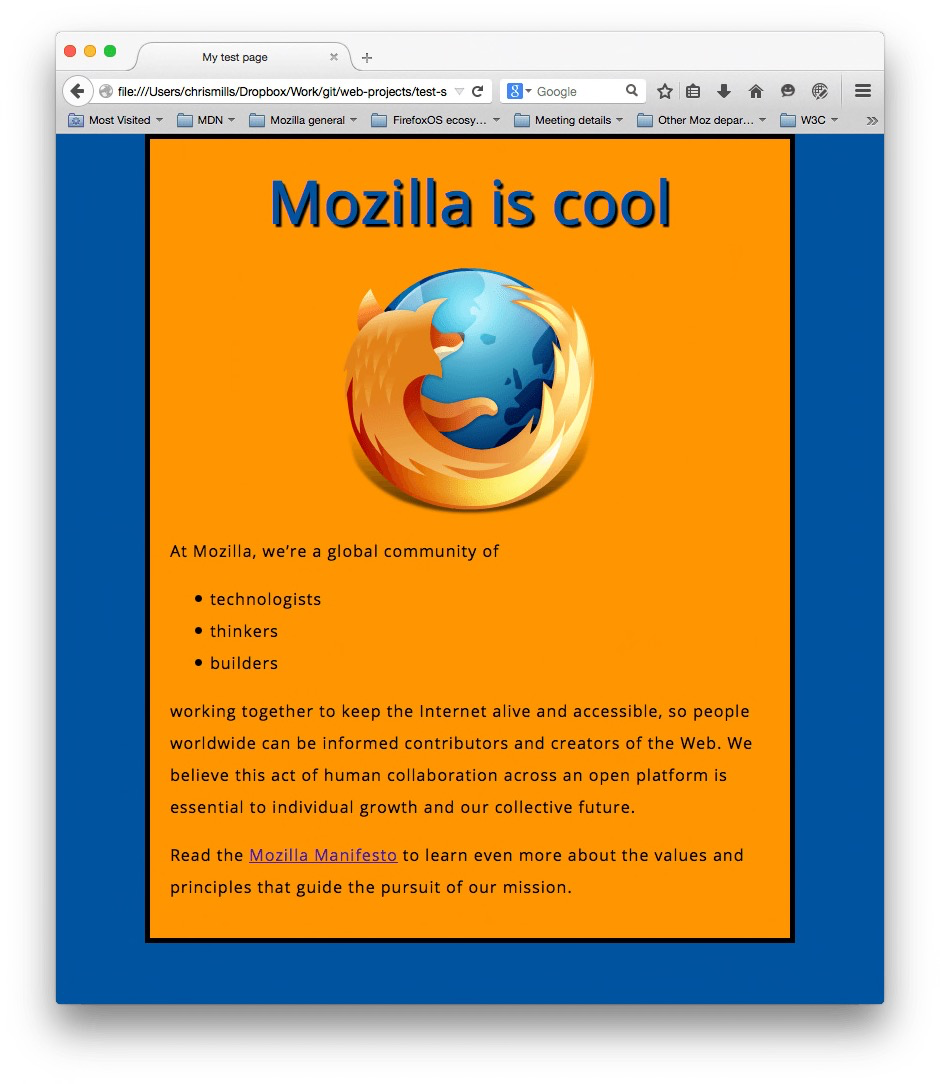 My test page
file:///Users/chrismills/Dropbox/Work/git/web-projects/test-s
Google
Most Visited MDN Mozilla general FirefoxOS ecosy... Meeting details Other Moz depar... W3C
Mozilla is cool
At Mozilla, we’re a global community of
• technologists
• thinkers
• builders
working together to keep the Internet alive and accessible, so people
worldwide can be informed contributors and creators of the Web. We
believe this act of human collaboration across an open platform is
essential to individual growth and our collective future.
Read the Mozilla Manifesto to learn even more about the values and
principles that guide the pursuit of our mission.